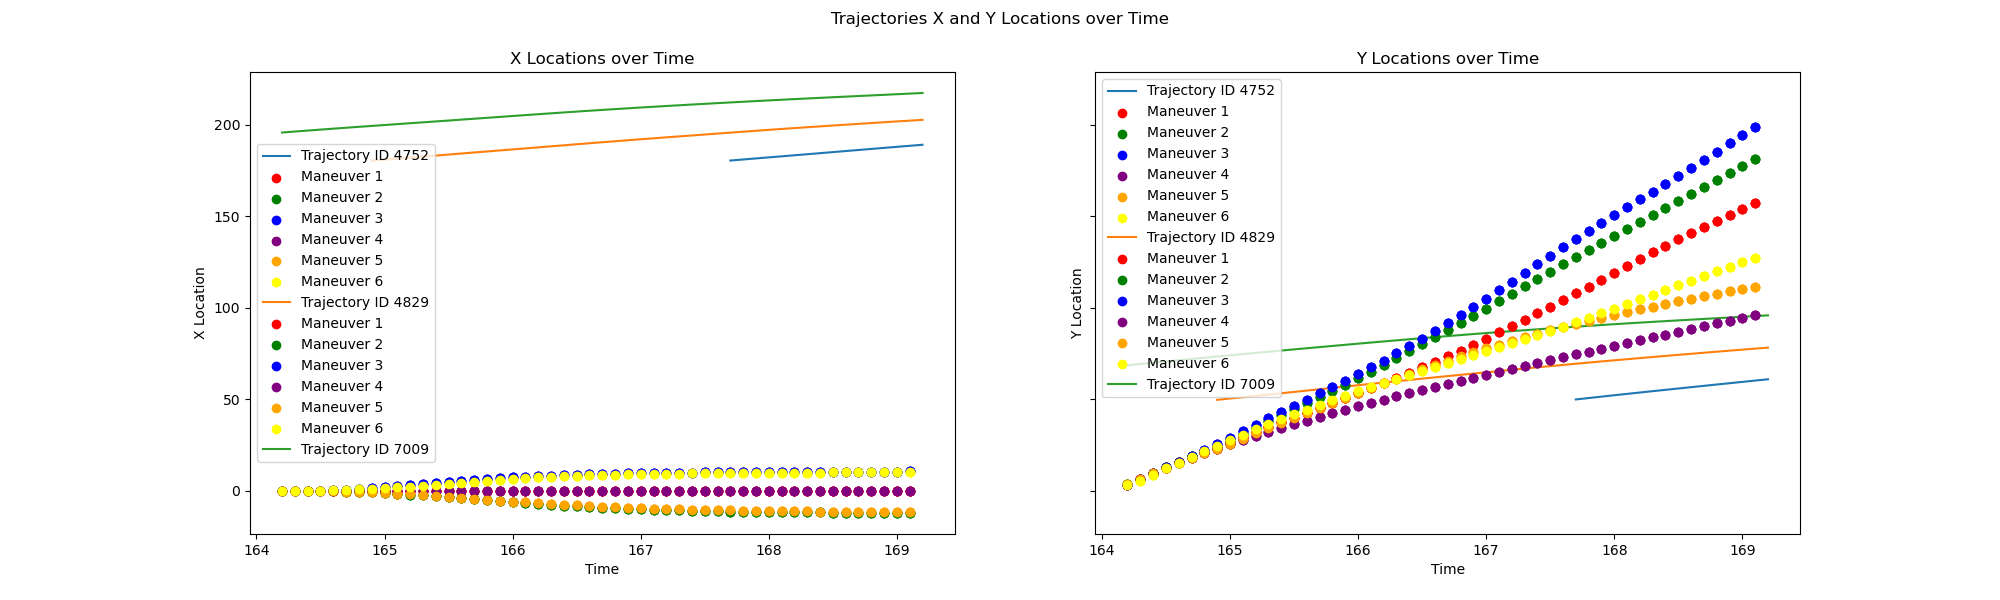 Trajectories X and Y Locations over Time
X Locations over Time
200
150
100
50
0
X Location
Trajectory ID 4752
Maneuver 1
Maneuver 2
Maneuver 3
Maneuver 4
Maneuver 5
Maneuver 6
Trajectory ID 4829
Maneuver 1
Maneuver 2
Maneuver 3
Maneuver 4
Maneuver 5
Maneuver 6
Trajectory ID 7009
164 165 166 167 168 169
Time
Y Locations over Time
Y Location
Trajectory ID 4752
Maneuver 1
Maneuver 2
Maneuver 3
Maneuver 4
Maneuver 5
Maneuver 6
Trajectory ID 4829
Maneuver 1
Maneuver 2
Maneuver 3
Maneuver 4
Maneuver 5
Maneuver 6
Trajectory ID 7009
164 165 166 167 168 169
Time